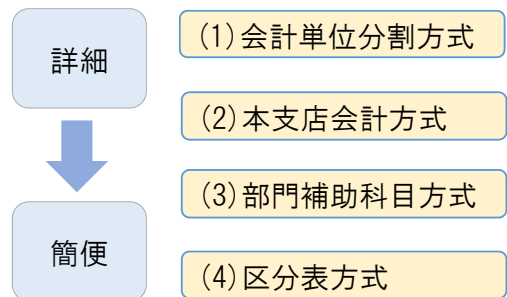 詳細
(1)会計単位分割方式
(2)本支店会計方式
(3)部門補助科目方式
簡便
(4)区分表方式